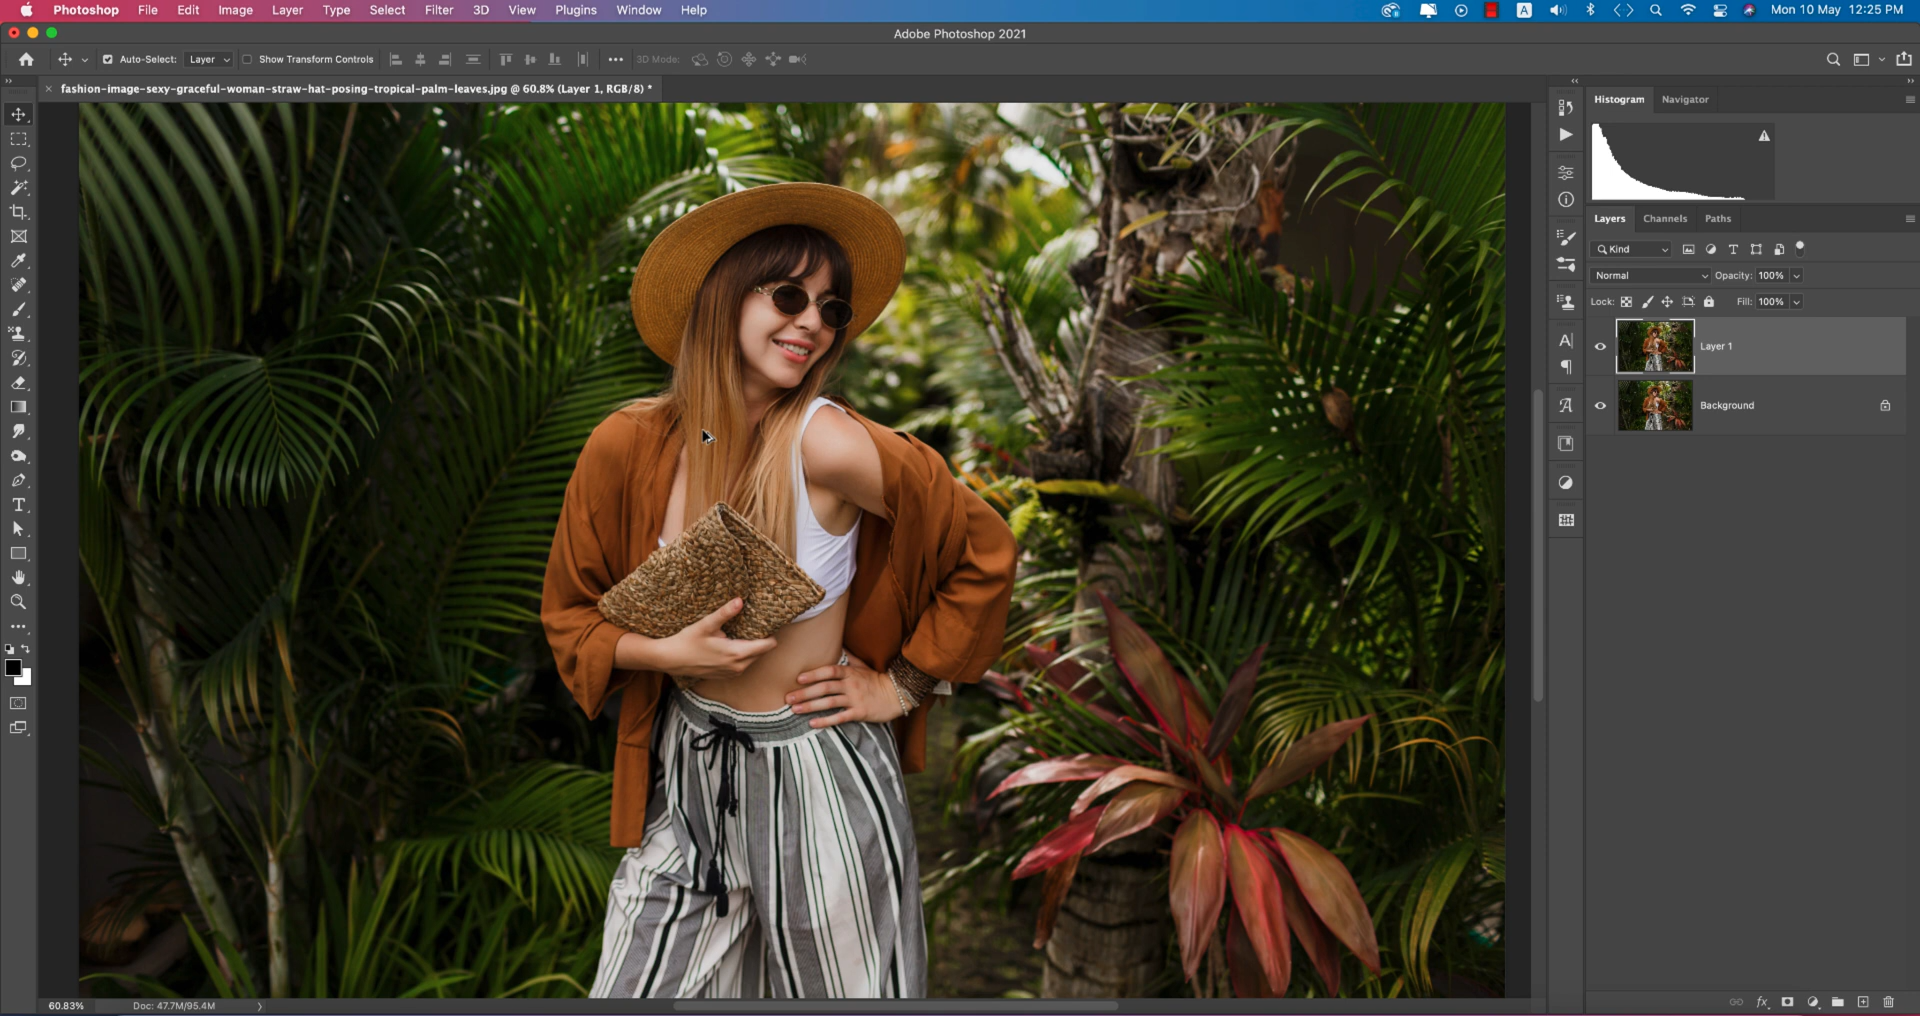 Photoshop File Edit Image Layer Type Select Filter 3D View Plugins Window Help A Mon 10 May 12:25 PM
Adobe Photoshop 2021
Auto-Select: Layer Show Transform Controls 3D Mode:
fashion-image-sexy-graceful-woman-straw-hat-posing-tropical-palm-leaves.jpg @ 60.8% (Layer 1, RGB/8) *
Histogram Navigator
Layers Channels Paths
Kind
Normal Opacity: 100%
Lock: Fill: 100%
Layer 1
Background
60.83% Doc: 47.7M/95.4M
fx